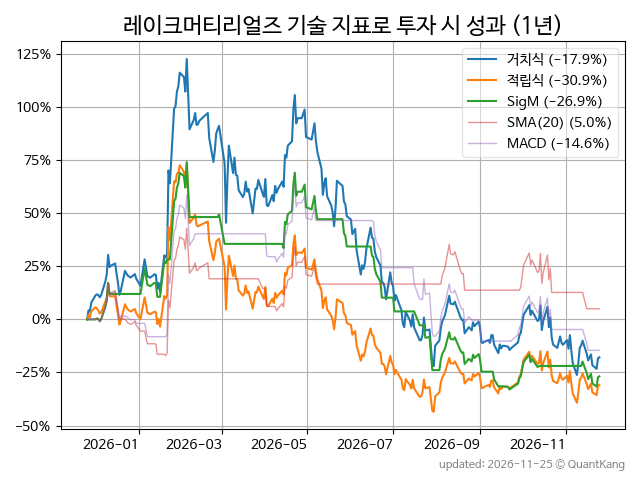 레이크머티리얼즈 기술 지표로 투자 시 성과 (1년)
125%
100%
75%
50%
25%
0%
−25%
−50%
거치식 (−17.9%)
적립식 (−30.9%)
SigM (−26.9%)
SMA(20) (5.0%)
MACD (−14.6%)
2026-01
2026-03
2026-05
2026-07
2026-09
2026-11
updated: 2026-11-25 © QuantKang